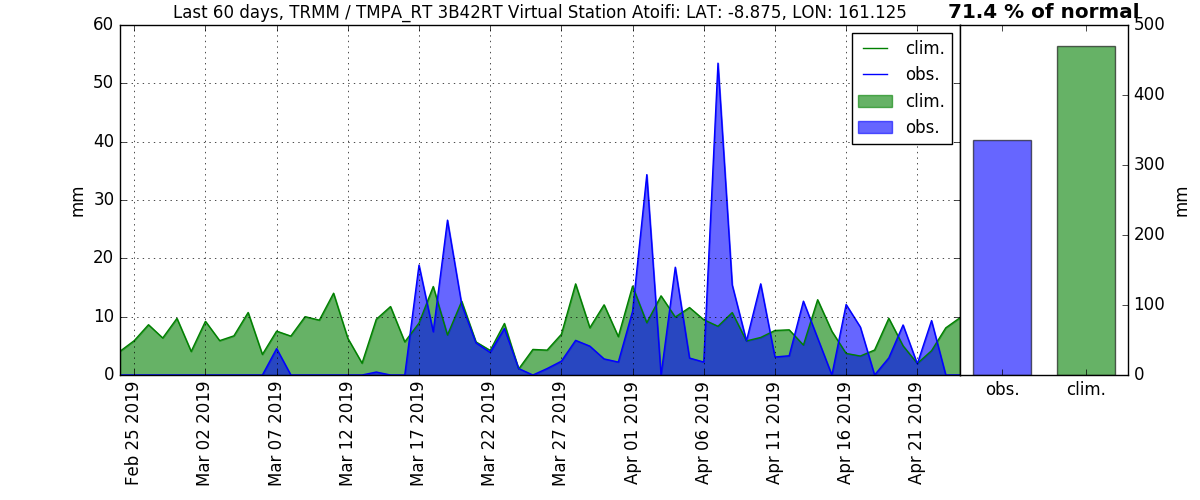 Last 60 days, TRMM / TMPA_RT 3B42RT Virtual Station Atoifi: LAT: -8.875, LON: 161.125
71.4 % of normal
60
50
40
30
20
10
0
mm
clim.
obs.
clim.
obs.
500
400
300
200
100
0
mm
obs.
clim.
Feb 25 2019
Mar 02 2019
Mar 07 2019
Mar 12 2019
Mar 17 2019
Mar 22 2019
Mar 27 2019
Apr 01 2019
Apr 06 2019
Apr 11 2019
Apr 16 2019
Apr 21 2019